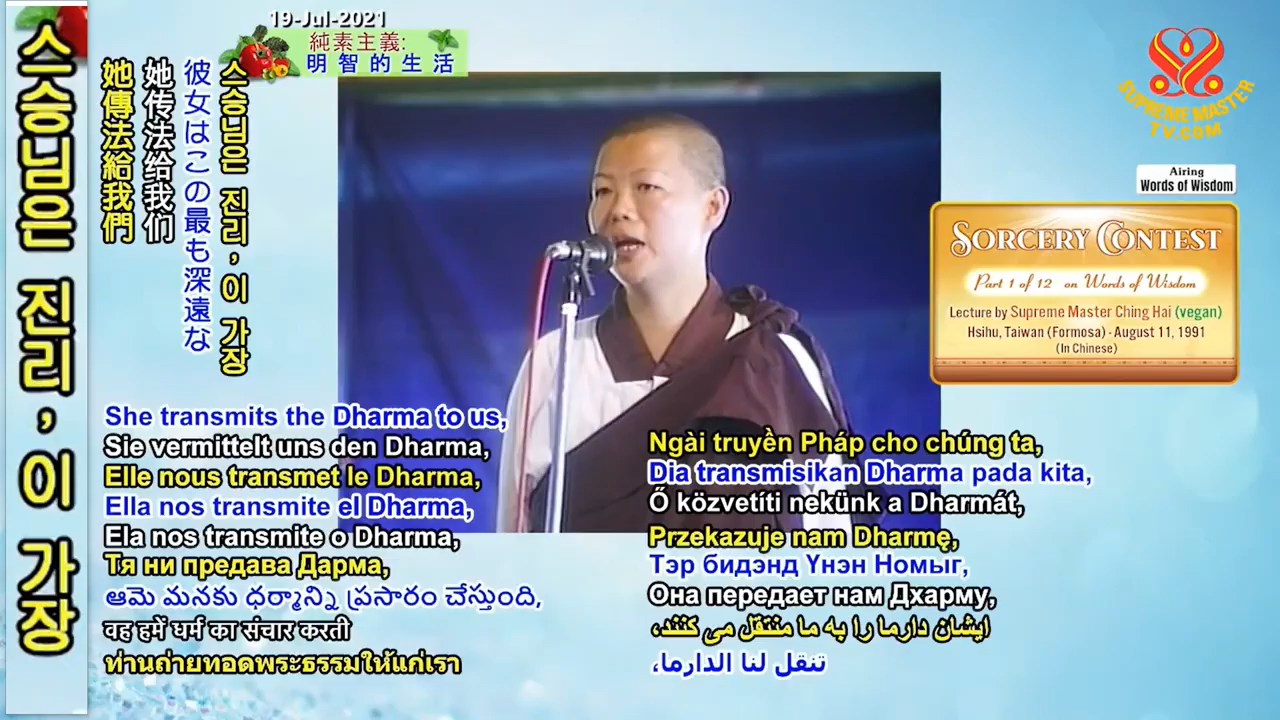 19-Jul-2021
純素主義:
明智的生活
스승님은 진리, 이 가장
她傳法給我們
她传法给我们
彼女はこの最も深遠な
스승님은 진리, 이 가장
SUPREME MASTER
TV.COM
Airing
Words of Wisdom
SORCERY CONTEST
Part 1 of 12 on Words of Wisdom
Lecture by Supreme Master Ching Hai (vegan)
Hsihu, Taiwan (Formosa) - August 11, 1991
(In Chinese)
She transmits the Dharma to us,
Sie vermittelt uns den Dharma,
Elle nous transmet le Dharma,
Ella nos transmite el Dharma,
Ela nos transmite o Dharma,
Тя ни предава Дарма,
ఆమె మనకు ధర్మాన్ని ప్రసారం చేస్తుంది,
वह हमें धर्म का संचार करती
ท่านถ่ายทอดพระธรรมให้แก่เรา
Ngài truyền Pháp cho chúng ta,
Dia transmisikan Dharma pada kita,
Ő közvetíti nekünk a Dharmát,
Przekazuje nam Dharmę,
Тэр бидэнд Үнэн Номыг,
Она передает нам Дхарму,
ایشان دارما را به ما منتقل می کنند،
تنقل لنا الدارما،